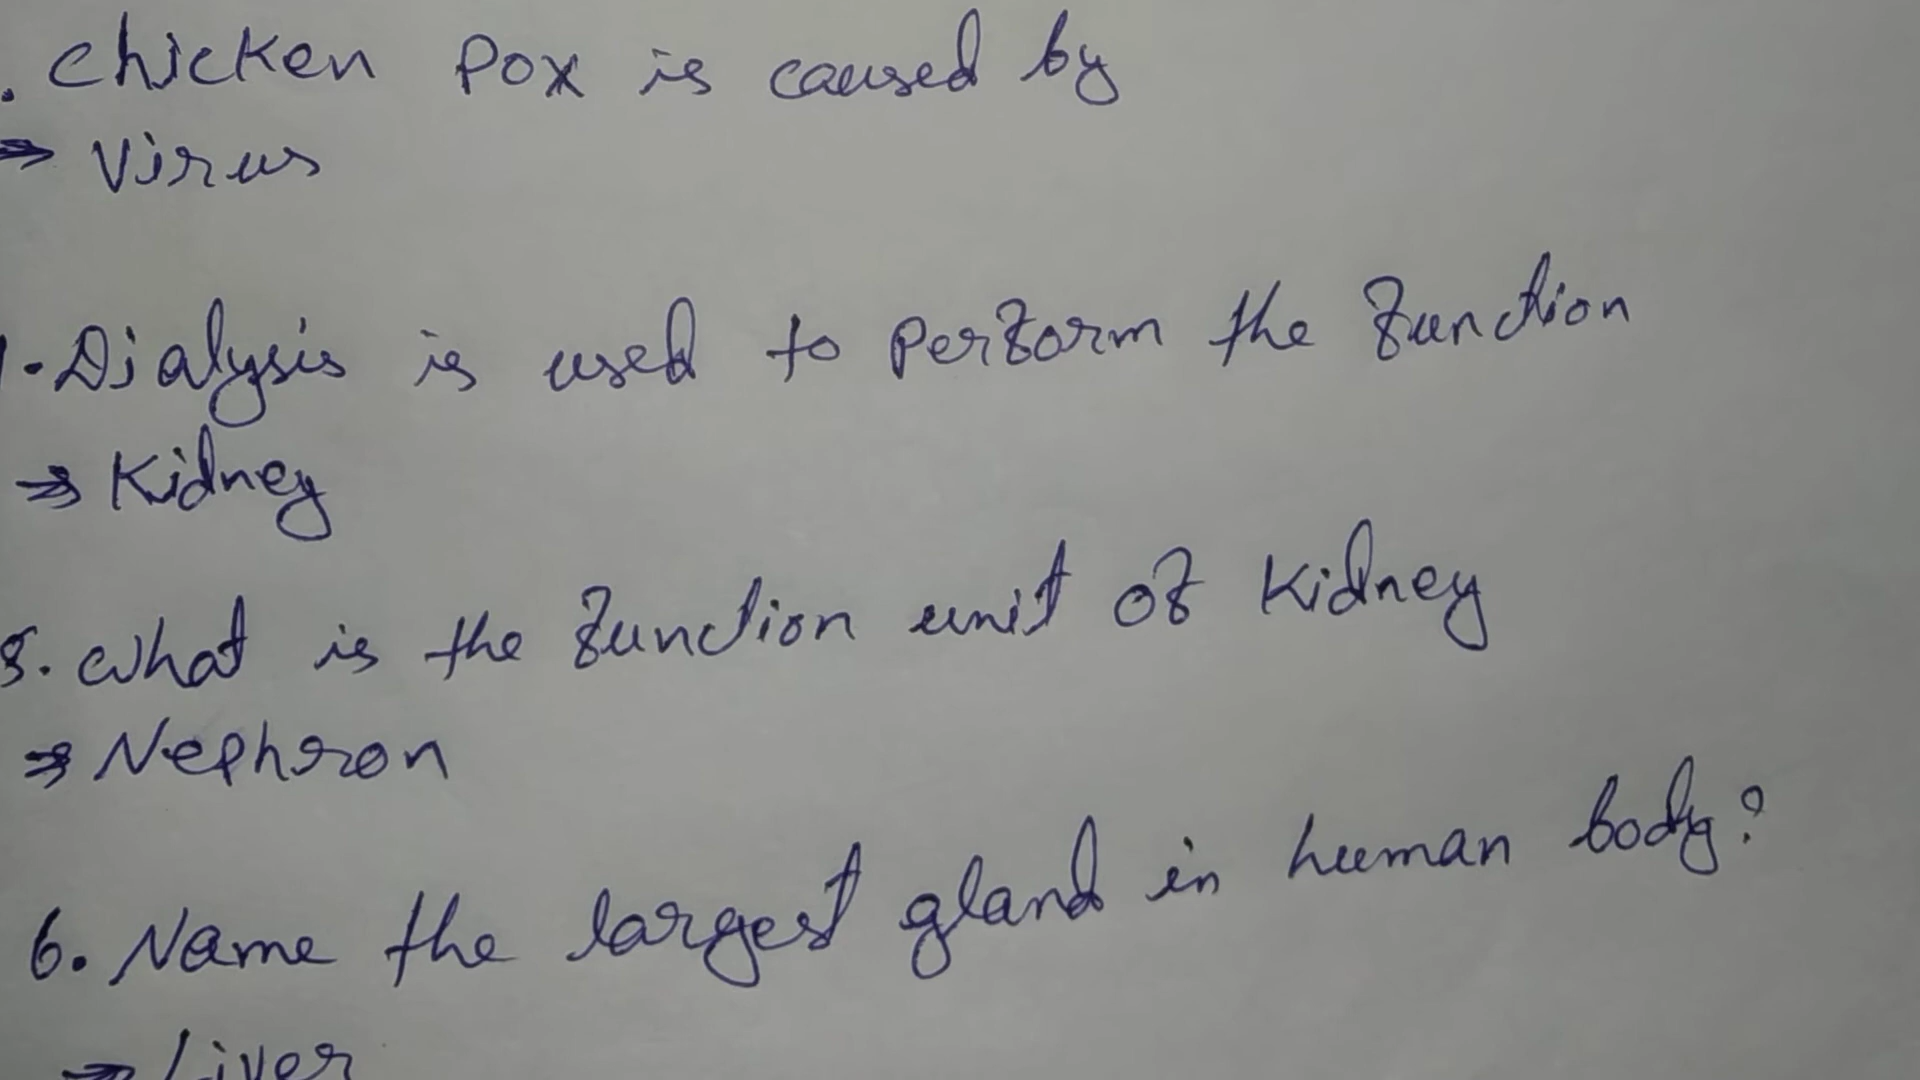 . Chicken Pox is caused by
⇒ Virus
- Dialysis is used to Perform the function
⇒ Kidney
5. What is the function unit of Kidney
⇒ Nephron
6. Name the largest gland in human body?
⇒ Liver